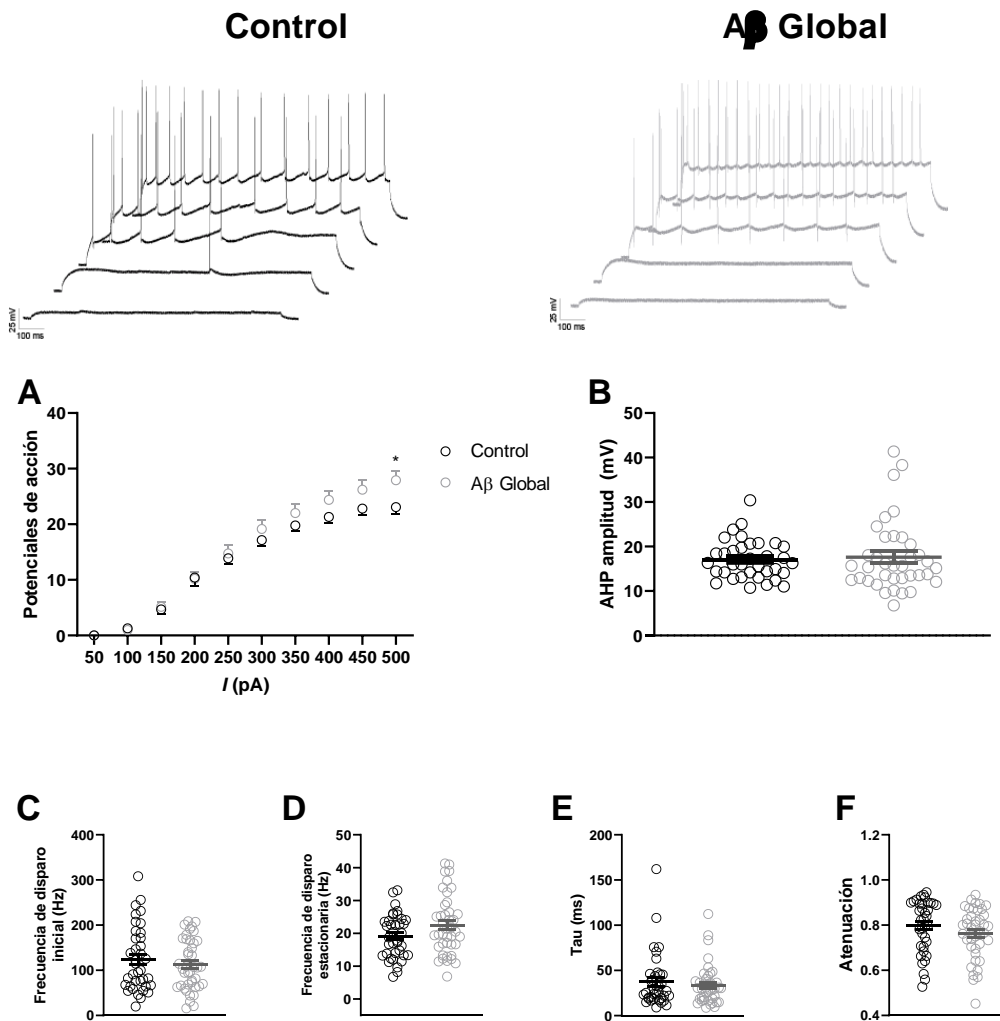 Control
Aβ Global
25 mV
100 ms
25 mV
100 ms
A
Potenciales de acción
40
30
20
10
0
*
50 100 150 200 250 300 350 400 450 500
I (pA)
Control
Aβ Global
B
AHP amplitud (mV)
50
40
30
20
10
0
C
Frecuencia de disparo
inicial (Hz)
400
300
200
100
0
D
Frecuencia de disparo
estacionaria (Hz)
50
40
30
20
10
0
E
Tau (ms)
200
150
100
50
0
F
Atenuación
1.2
1.0
0.8
0.6
0.4